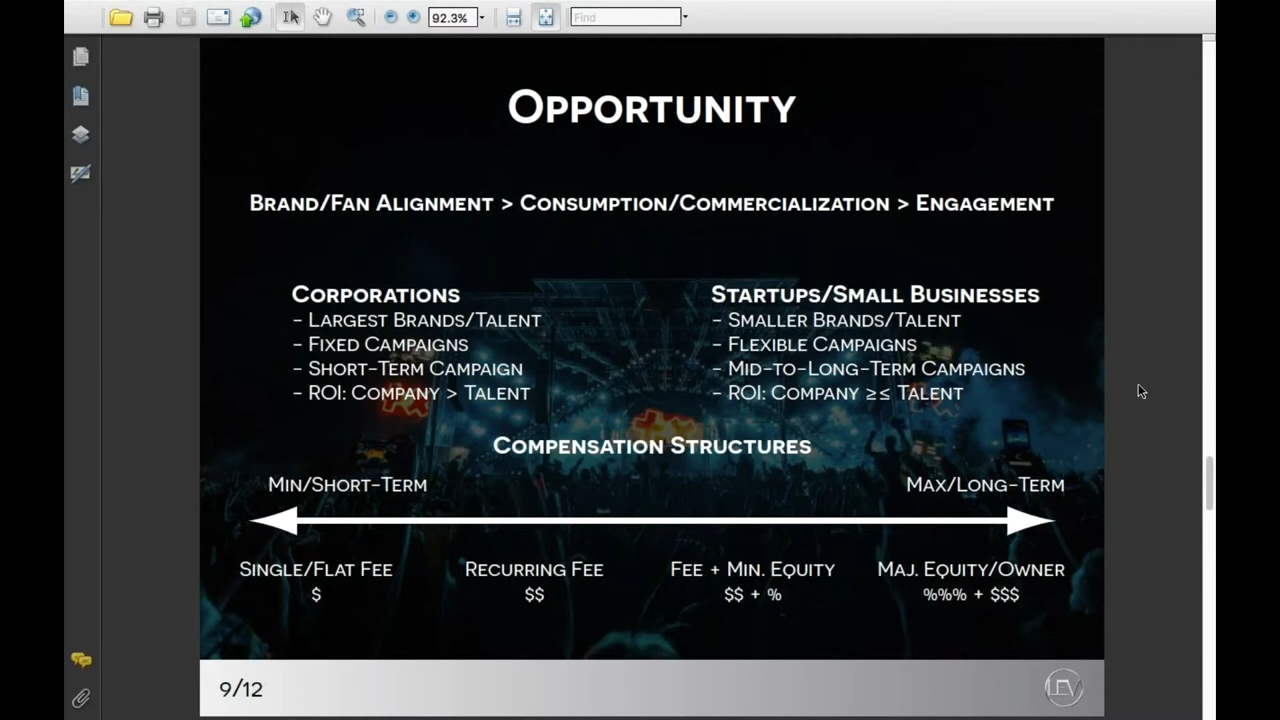 92.3%
Find
Opportunity
Brand/Fan Alignment > Consumption/Commercialization > Engagement
Corporations
- Largest Brands/Talent
- Fixed Campaigns
- Short-Term Campaign
- ROI: Company > Talent
Startups/Small Businesses
- Smaller Brands/Talent
- Flexible Campaigns
- Mid-to-Long-Term Campaigns
- ROI: Company ≥≤ Talent
Compensation Structures
Min/Short-Term
Max/Long-Term
Single/Flat Fee
$
Recurring Fee
$$
Fee + Min. Equity
$$ + %
Maj. Equity/Owner
%%% + $$$
9/12
LEV